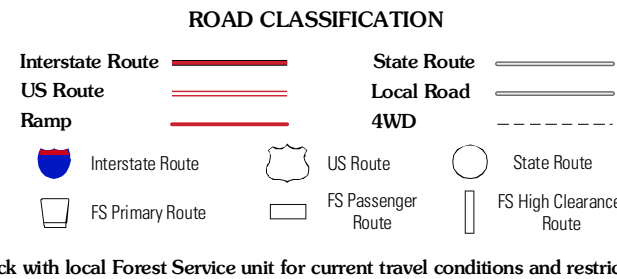 ROAD CLASSIFICATION
Interstate Route
State Route
US Route
Local Road
Ramp
4WD
Interstate Route
US Route
State Route
FS Primary Route
FS Passenger
Route
FS High Clearance
Route
ck with local Forest Service unit for current travel conditions and restric